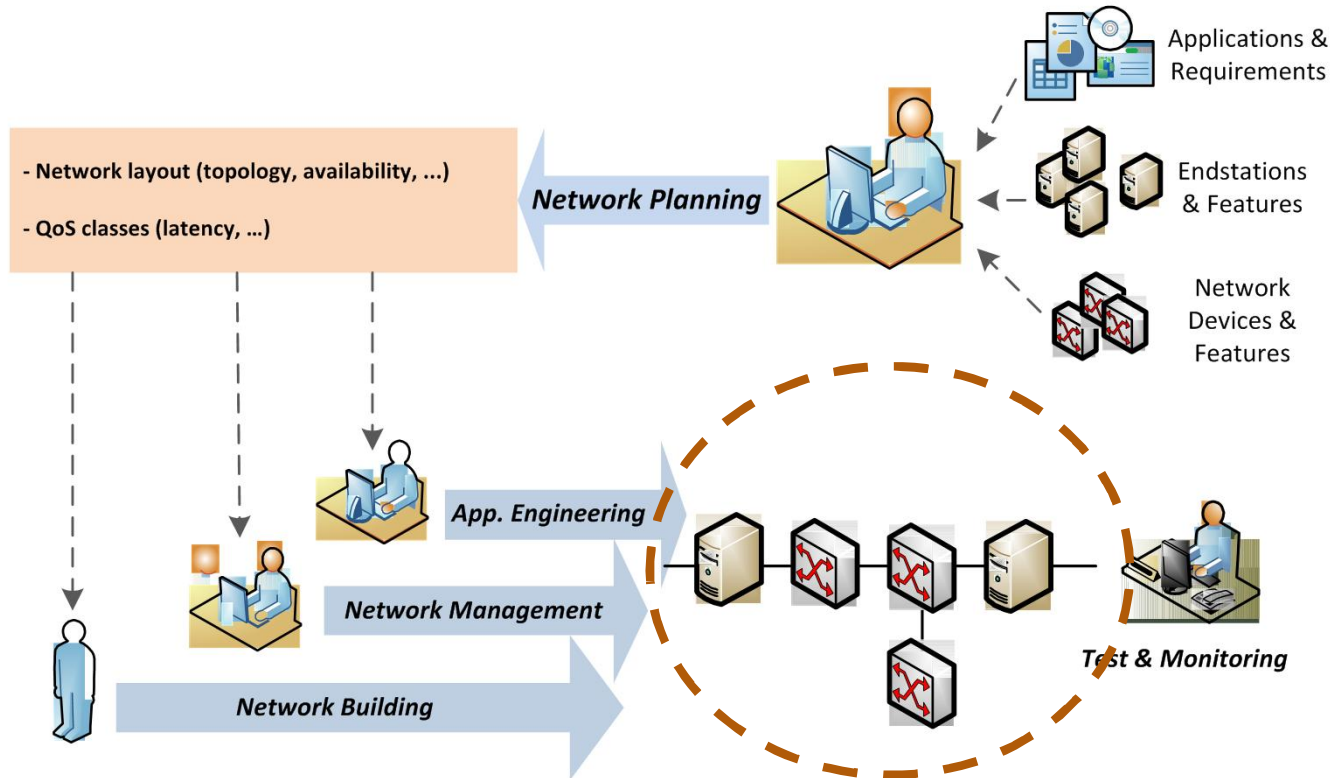 Applications &
Requirements
- Network layout (topology, availability, ...)
- QoS classes (latency, …)
Network Planning
Endstations
& Features
Network
Devices &
Features
App. Engineering
Network Management
Network Building
Test & Monitoring